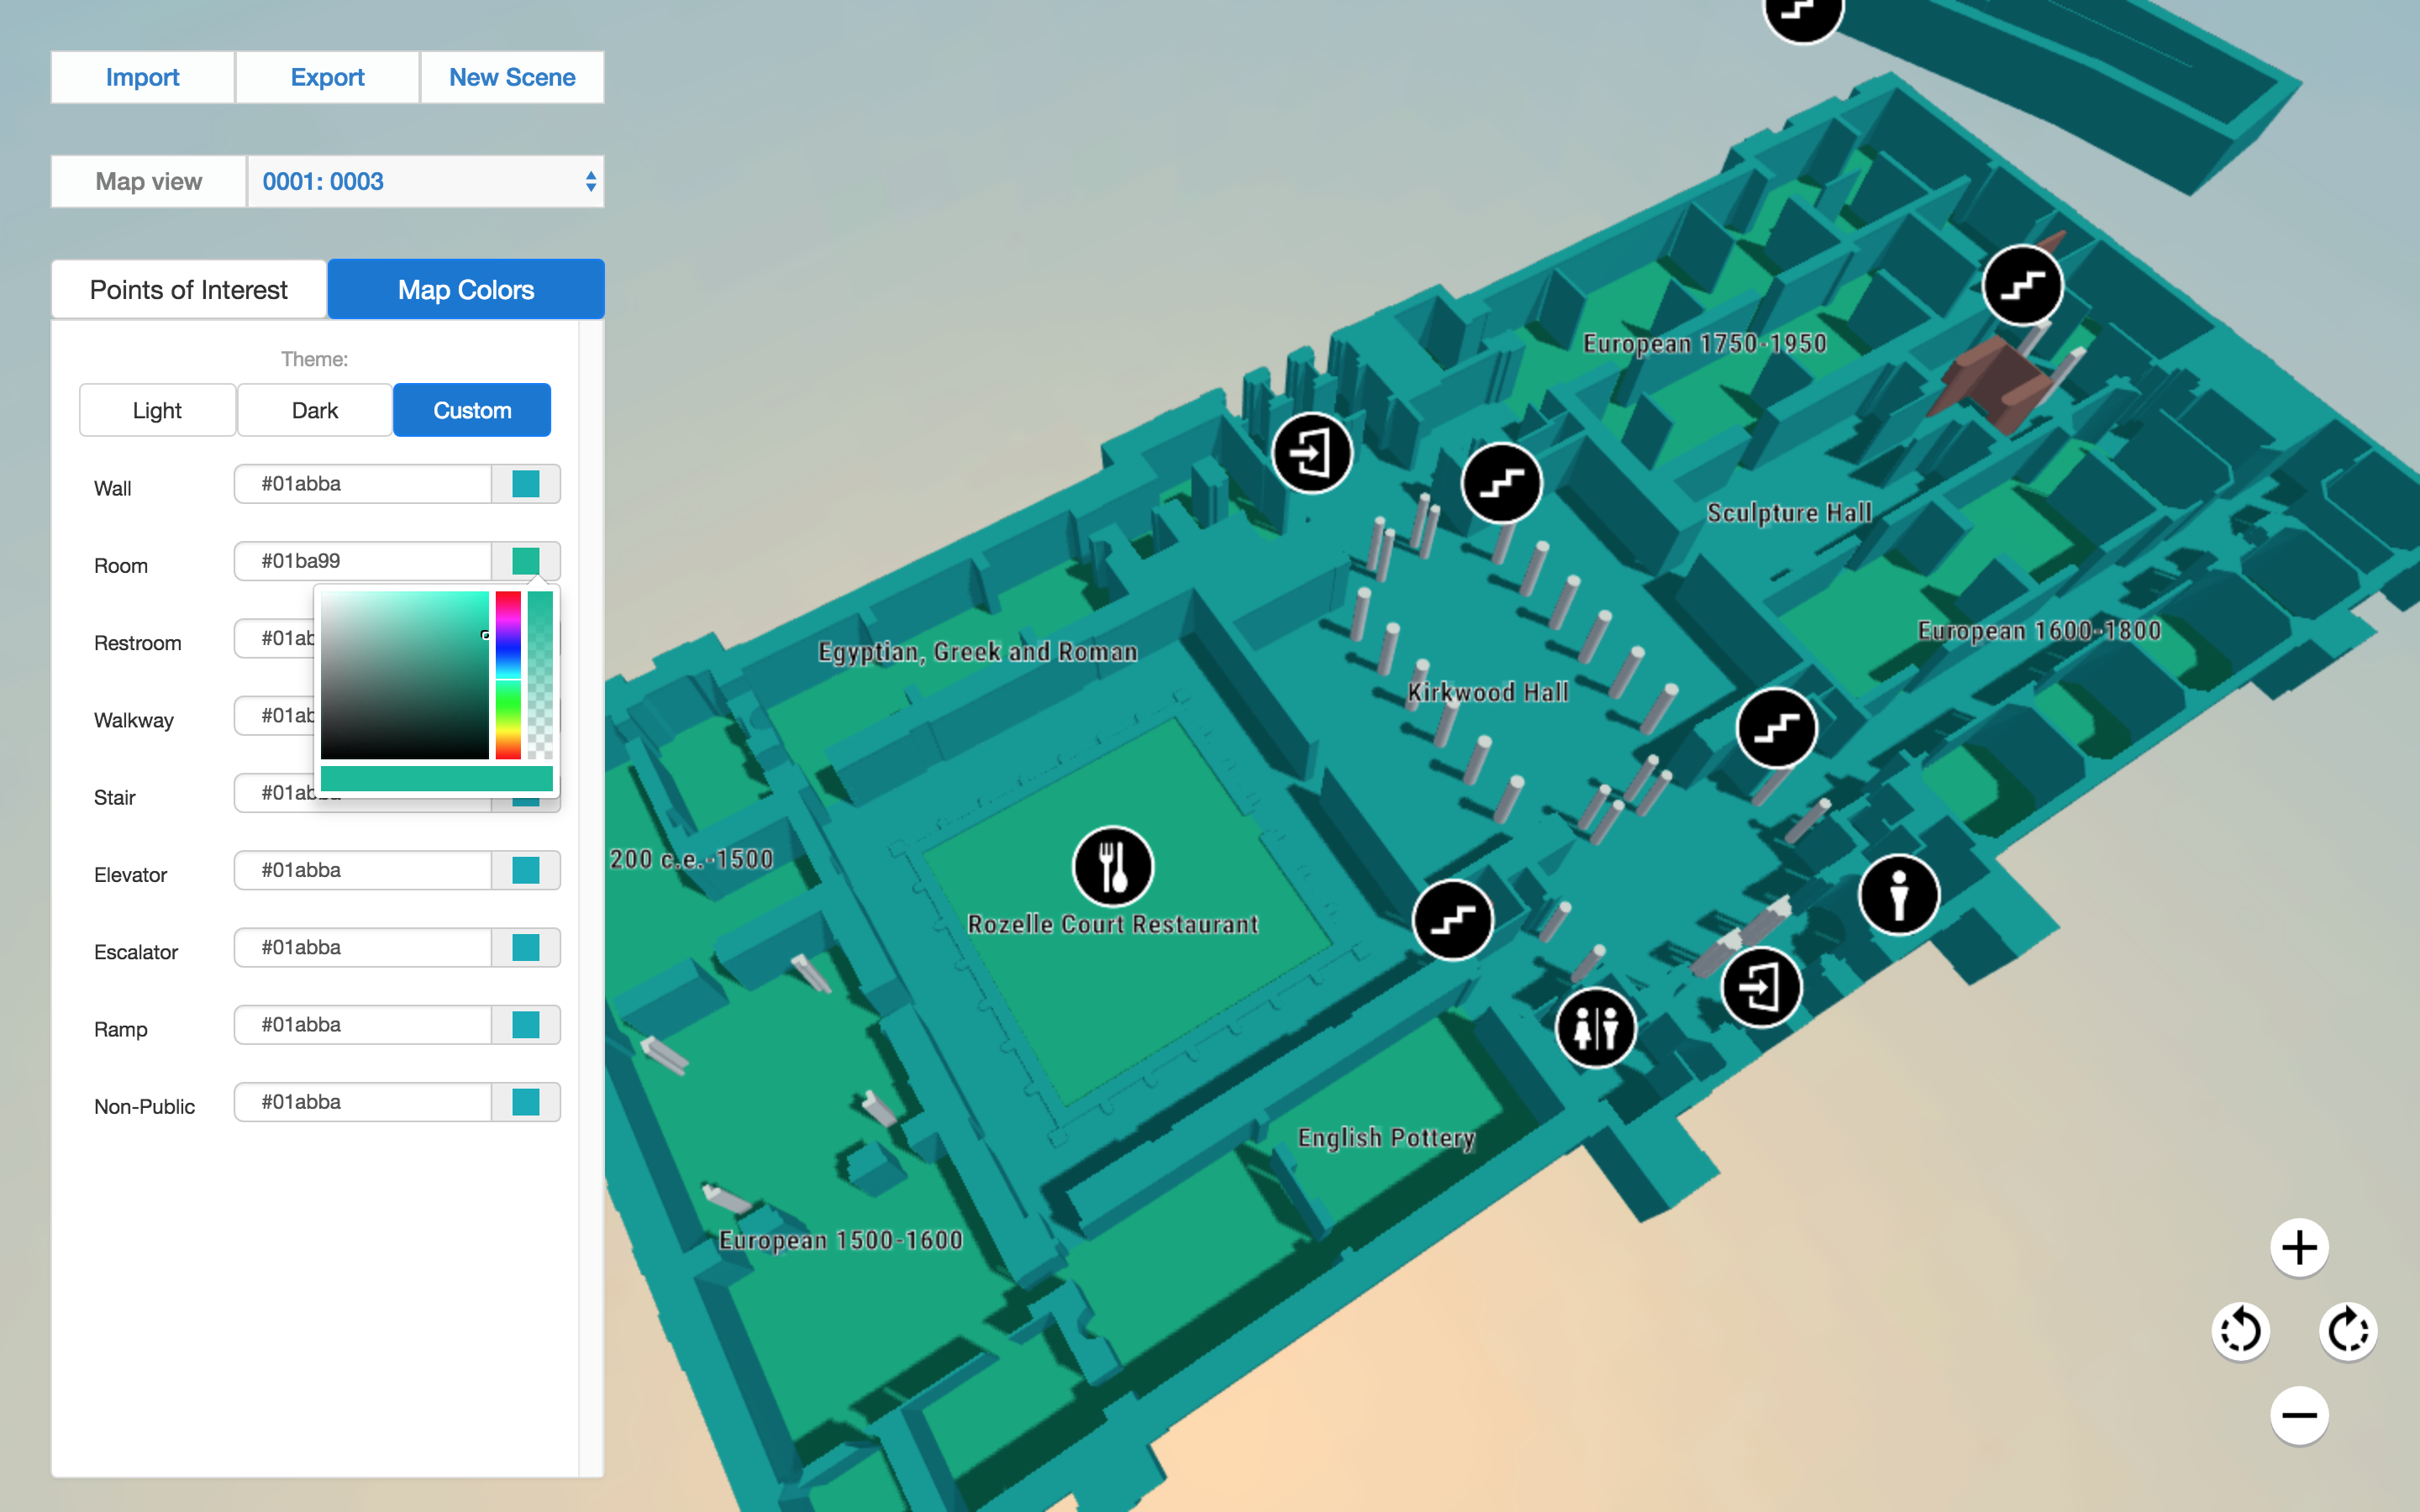 Import Export New Scene
Map view 0001: 0003
Points of Interest Map Colors
Theme:
Light Dark Custom
Wall #01abba
Room #01ba99
Restroom #01ab
Walkway #01ab
Stair
Elevator #01abba
Escalator #01abba
Ramp #01abba
Non-Public #01abba
European 1750-1950
Sculpture Hall
European 1600-1800
Egyptian, Greek and Roman
Kirkwood Hall
200 c.e.-1500
Rozelle Court Restaurant
English Pottery
European 1500-1600